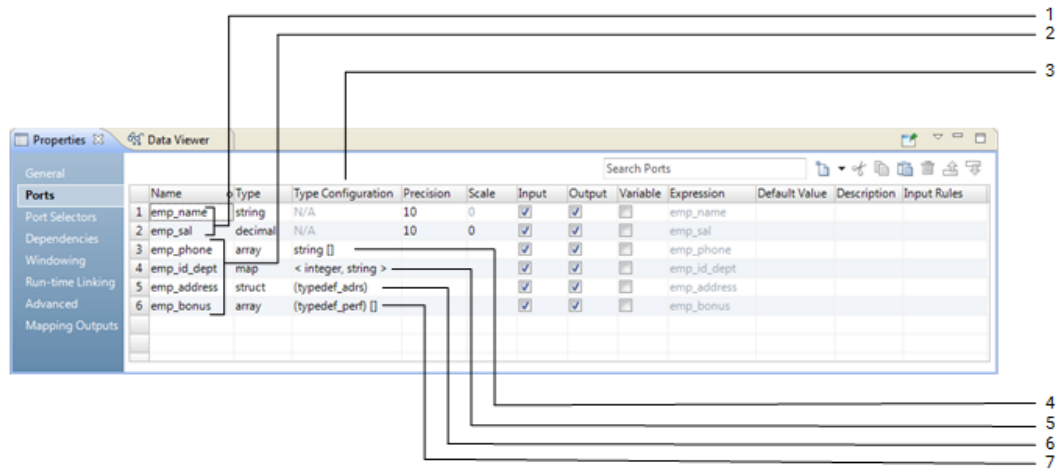 1
2
3
Properties Data Viewer
General
Ports
Port Selectors
Dependencies
Windowing
Run-time Linking
Advanced
Mapping Outputs
Search Ports
Name Type Type Configuration Precision Scale Input Output Variable Expression Default Value Description Input Rules
1 emp_name string N/A 10 0 emp_name
2 emp_sal decimal N/A 10 0 emp_sal
3 emp_phone array string [] emp_phone
4 emp_id_dept map < integer, string > emp_id_dept
5 emp_address struct (typedef_adrs) emp_address
6 emp_bonus array (typedef_perf) [] emp_bonus
4
5
6
7